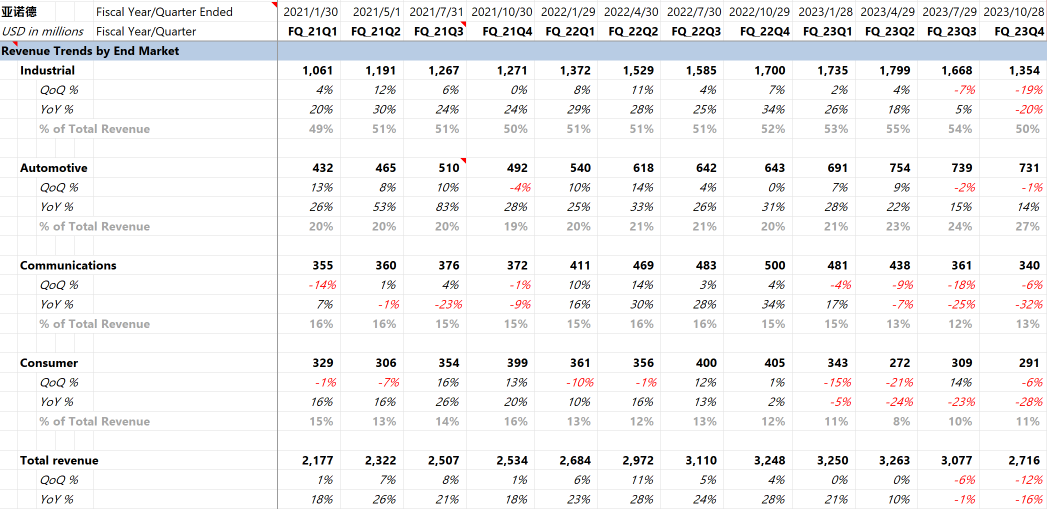 亚诺德 Fiscal Year/Quarter Ended 2021/1/30 2021/5/1 2021/7/31 2021/10/30 2022/1/29 2022/4/30 2022/7/30 2022/10/29 2023/1/28 2023/4/29 2023/7/29 2023/10/28
USD in millions Fiscal Year/Quarter FQ_21Q1 FQ_21Q2 FQ_21Q3 FQ_21Q4 FQ_22Q1 FQ_22Q2 FQ_22Q3 FQ_22Q4 FQ_23Q1 FQ_23Q2 FQ_23Q3 FQ_23Q4
Revenue Trends by End Market
Industrial 1,061 1,191 1,267 1,271 1,372 1,529 1,585 1,700 1,735 1,799 1,668 1,354
QoQ % 4% 12% 6% 0% 8% 11% 4% 7% 2% 4% -7% -19%
YoY % 20% 30% 24% 24% 29% 28% 25% 34% 26% 18% 5% -20%
% of Total Revenue 49% 51% 51% 50% 51% 51% 51% 52% 53% 55% 54% 50%
Automotive 432 465 510 492 540 618 642 643 691 754 739 731
QoQ % 13% 8% 10% -4% 10% 14% 4% 0% 7% 9% -2% -1%
YoY % 26% 53% 83% 28% 25% 33% 26% 31% 28% 22% 15% 14%
% of Total Revenue 20% 20% 20% 19% 20% 21% 21% 20% 21% 23% 24% 27%
Communications 355 360 376 372 411 469 483 500 481 438 361 340
QoQ % -14% 1% 4% -1% 10% 14% 3% 4% -4% -9% -18% -6%
YoY % 7% -1% -23% -9% 16% 30% 28% 34% 17% -7% -25% -32%
% of Total Revenue 16% 16% 15% 15% 15% 16% 16% 15% 15% 13% 12% 13%
Consumer 329 306 354 399 361 356 400 405 343 272 309 291
QoQ % -1% -7% 16% 13% -10% -1% 12% 1% -15% -21% 14% -6%
YoY % 16% 16% 26% 20% 10% 16% 13% 2% -5% -24% -23% -28%
% of Total Revenue 15% 13% 14% 16% 13% 12% 13% 12% 11% 8% 10% 11%
Total revenue 2,177 2,322 2,507 2,534 2,684 2,972 3,110 3,248 3,250 3,263 3,077 2,716
QoQ % 1% 7% 8% 1% 6% 11% 5% 4% 0% 0% -6% -12%
YoY % 18% 26% 21% 18% 23% 28% 24% 28% 21% 10% -1% -16%